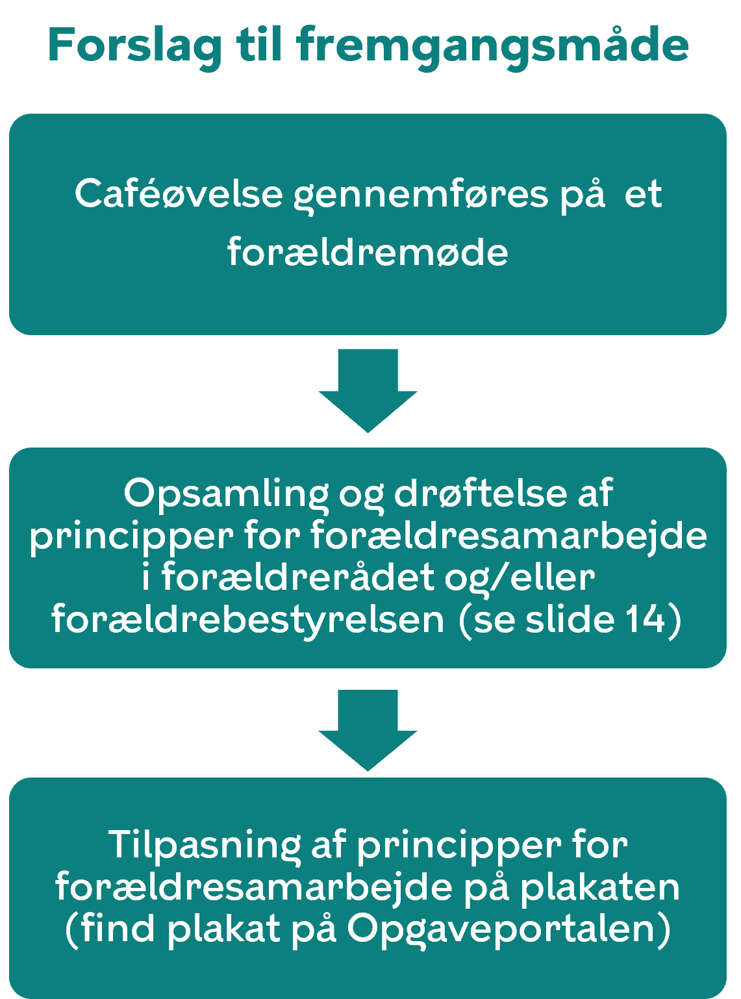 Forslag til fremgangsmåde
Caféøvelse gennemføres på  et
forældremøde
Opsamling og drøftelse af
principper for forældresamarbejde
i forældrerådet og/eller
forældrebestyrelsen (se slide 14)
Tilpasning af principper for
forældresamarbejde på plakaten
(find plakat på Opgaveportalen)